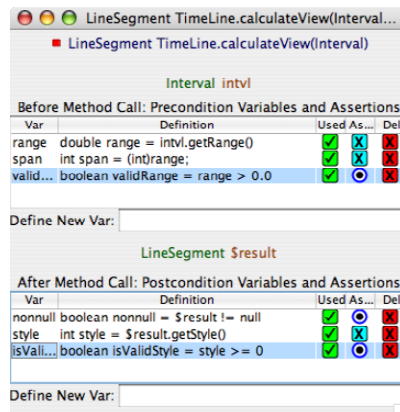 LineSegment TimeLine.calculateView(Interval...
LineSegment TimeLine.calculateView(Interval)
Interval intvl
Before Method Call: Precondition Variables and Assertions
Var Definition Used As... Del
range double range = intvl.getRange() X X
span int span = (int)range; X X
valid... boolean validRange = range > 0.0 X
Define New Var:
LineSegment $result
After Method Call: Postcondition Variables and Assertions
Var Definition Used As... Del
nonnull boolean nonnull = $result != null X
style int style = $result.getStyle() X X
isVali... boolean isValidStyle = style >= 0 X
Define New Var: